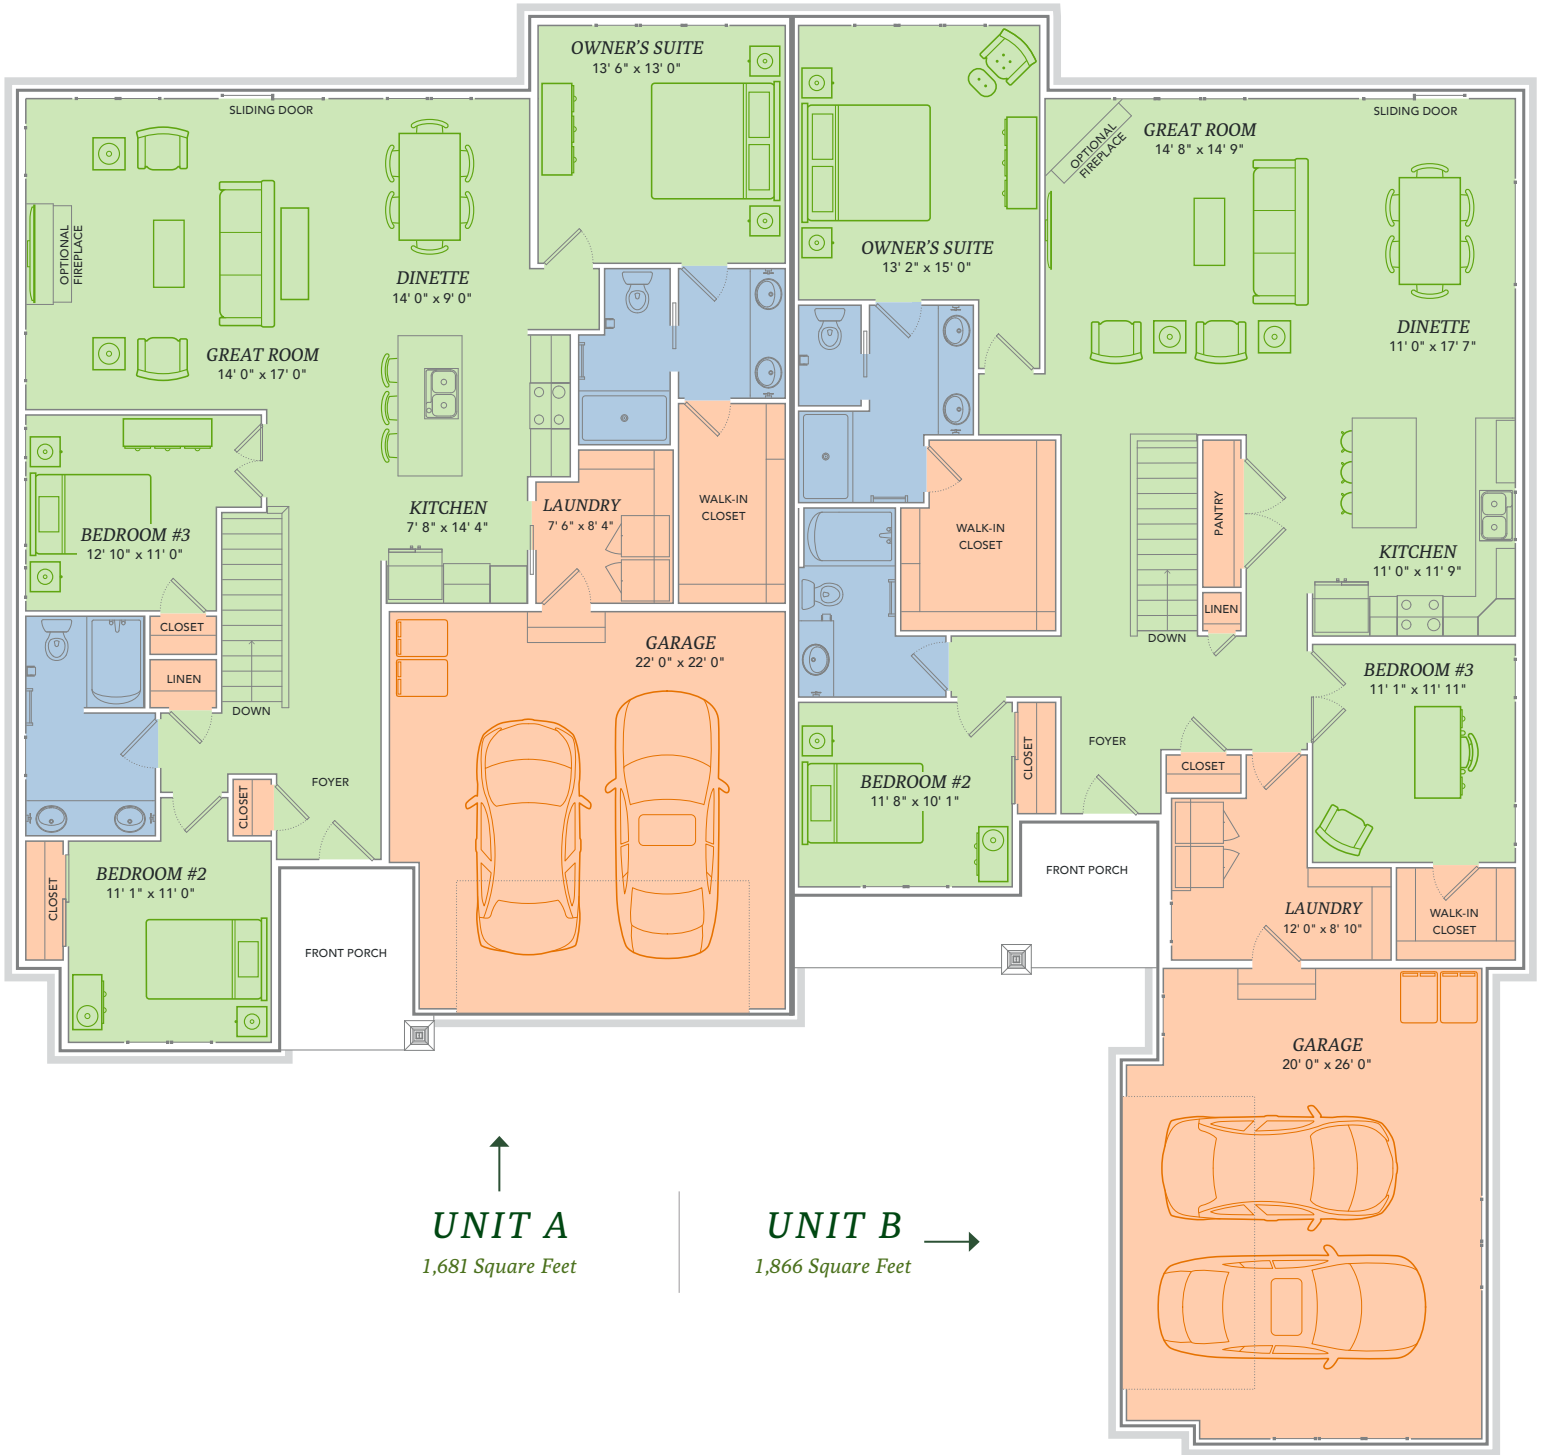 OWNER'S SUITE
13' 6" x 13' 0"
SLIDING DOOR
OPTIONAL
FIREPLACE
DINETTE
14' 0" x 9' 0"
GREAT ROOM
14' 0" x 17' 0"
KITCHEN
7' 8" x 14' 4"
LAUNDRY
7' 6" x 8' 4"
WALK-IN
CLOSET
BEDROOM #3
12' 10" x 11' 0"
CLOSET
LINEN
DOWN
GARAGE
22' 0" x 22' 0"
FOYER
CLOSET
BEDROOM #2
11' 1" x 11' 0"
CLOSET
FRONT PORCH
OWNER'S SUITE
13' 2" x 15' 0"
OPTIONAL
FIREPLACE
GREAT ROOM
14' 8" x 14' 9"
SLIDING DOOR
DINETTE
11' 0" x 17' 7"
WALK-IN
CLOSET
PANTRY
LINEN
DOWN
KITCHEN
11' 0" x 11' 9"
BEDROOM #3
11' 1" x 11' 11"
FOYER
CLOSET
CLOSET
BEDROOM #2
11' 8" x 10' 1"
FRONT PORCH
LAUNDRY
12' 0" x 8' 10"
WALK-IN
CLOSET
GARAGE
20' 0" x 26' 0"
UNIT A
1,681 Square Feet
UNIT B
1,866 Square Feet